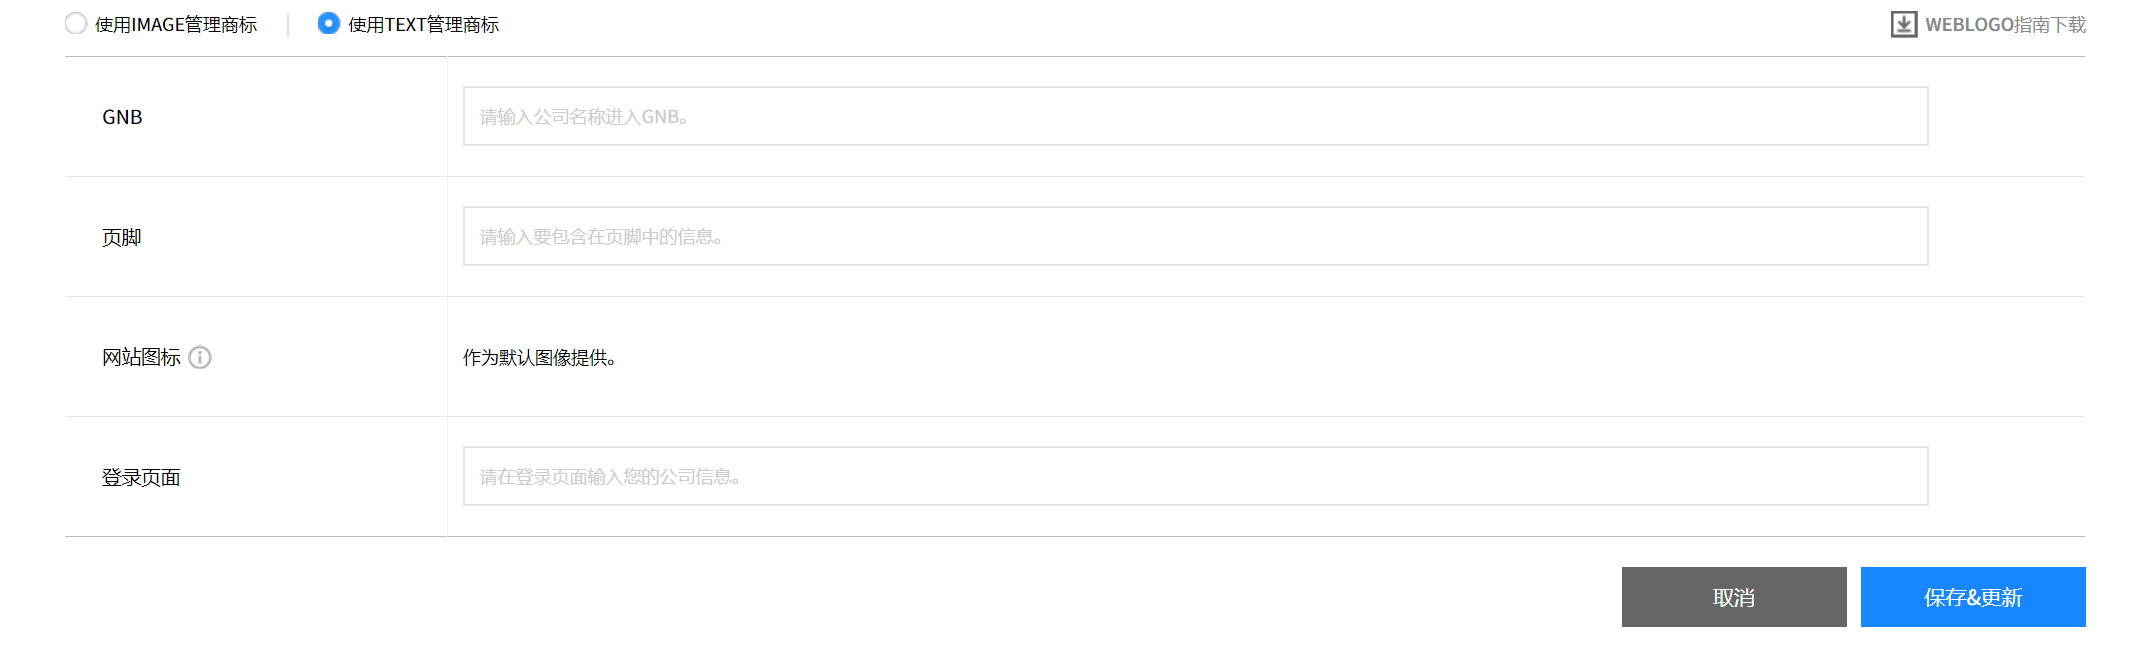 使用IMAGE管理商标
使用TEXT管理商标
WEBLOGO指南下载
GNB
请输入公司名称进入GNB。
页脚
请输入要包含在页脚中的信息。
网站图标
作为默认图像提供。
登录页面
请在登录页面输入您的公司信息。
取消
保存&更新